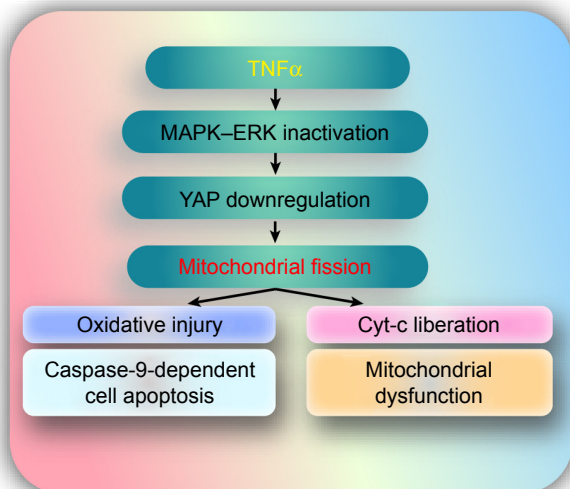 TNFα
MAPK–ERK inactivation
YAP downregulation
Mitochondrial fission
Oxidative injury
Cyt-c liberation
Caspase-9-dependent
cell apoptosis
Mitochondrial
dysfunction